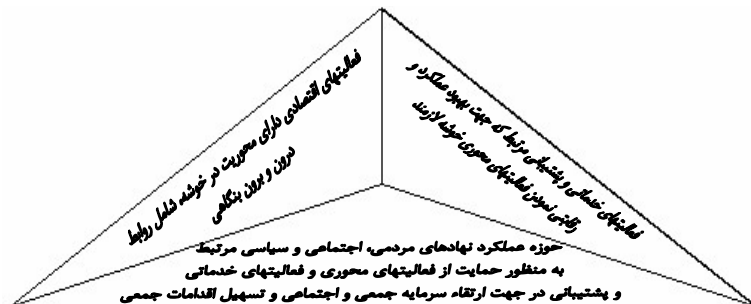 فعالیتهای خدماتی و پشتیبانی مرتبط که جهت بهبود عملکرد و
رقابتی نمودن فعالیتهای محوری خوشه لازمند.
فعالیتهای اقتصادی دارای محوریت در خوشه، شامل روابط
درون و برون بنگاهی
حوزه عملکرد نهادهای مردمی، اجتماعی و سیاسی مرتبط
به منظور حمایت از فعالیتهای محوری و فعالیتهای خدماتی
و پشتیبانی در جهت ارتقاء سرمایه جمعی و اجتماعی و تسهیل اقدامات جمعی